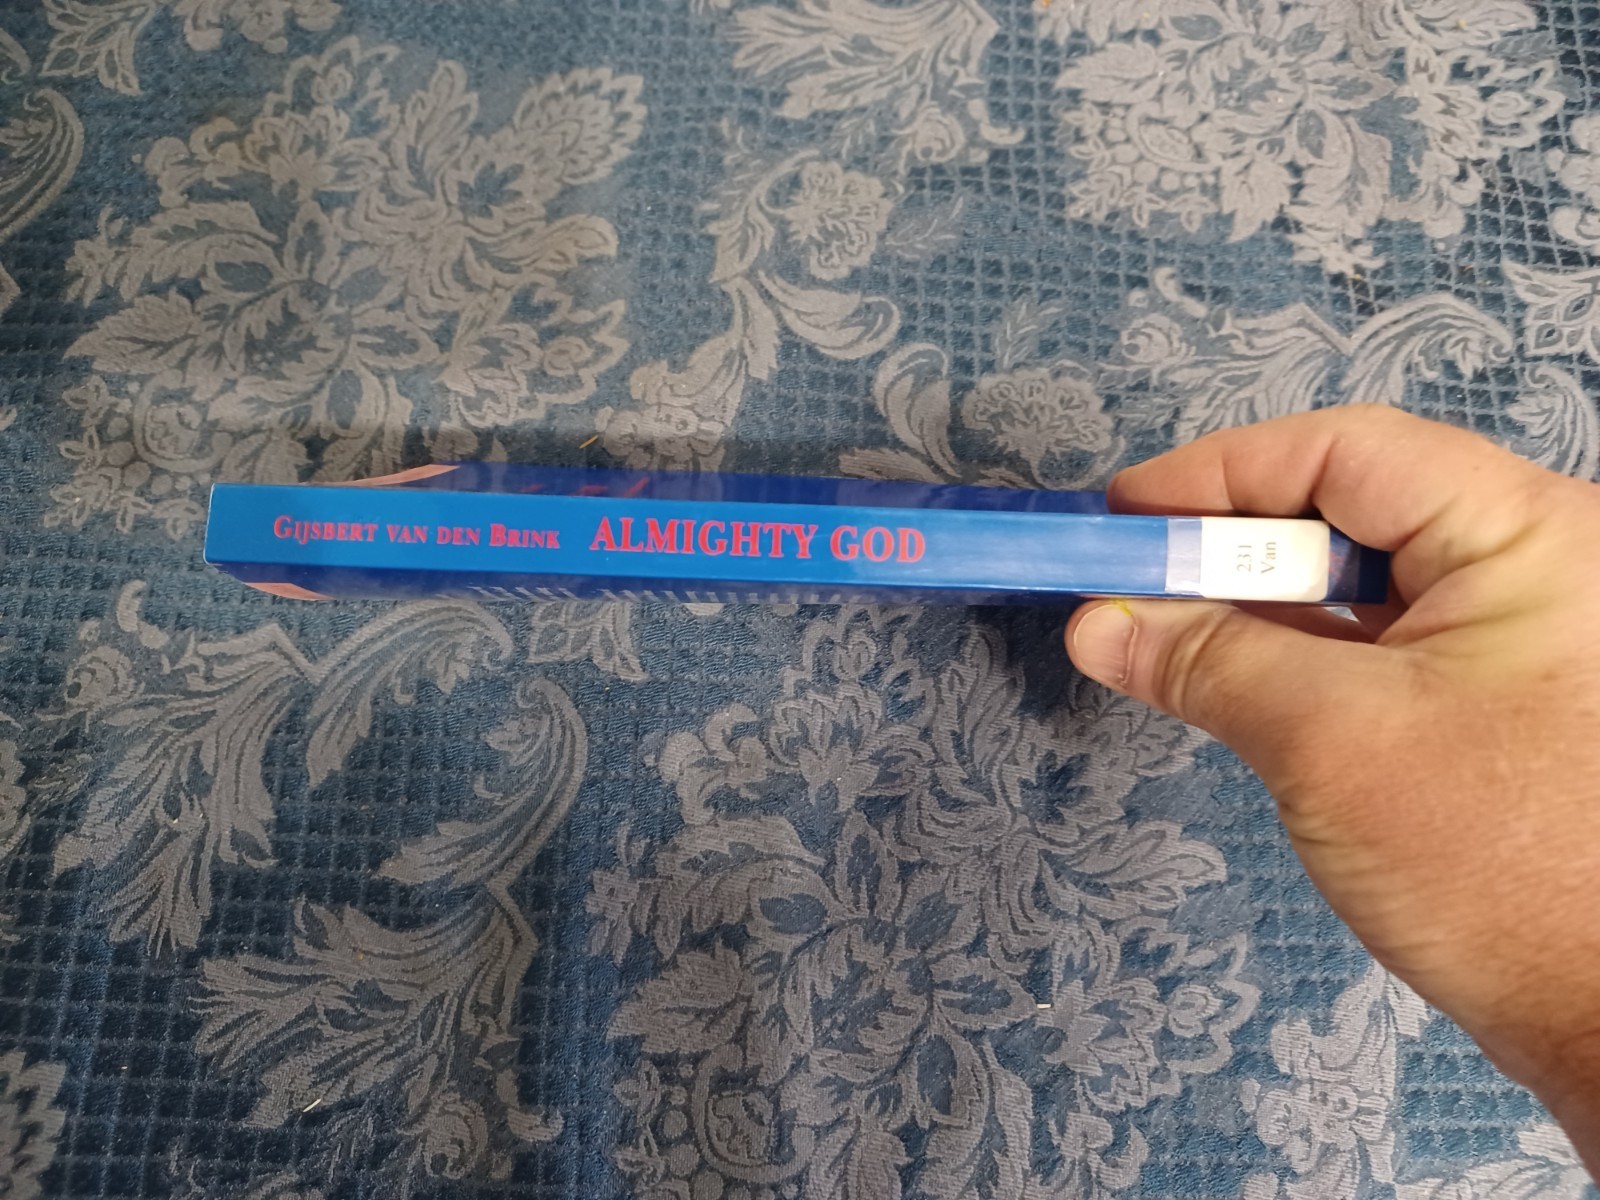 GIJSBERT VAN DEN BRINK ALMIGHTY GOD
231
Van